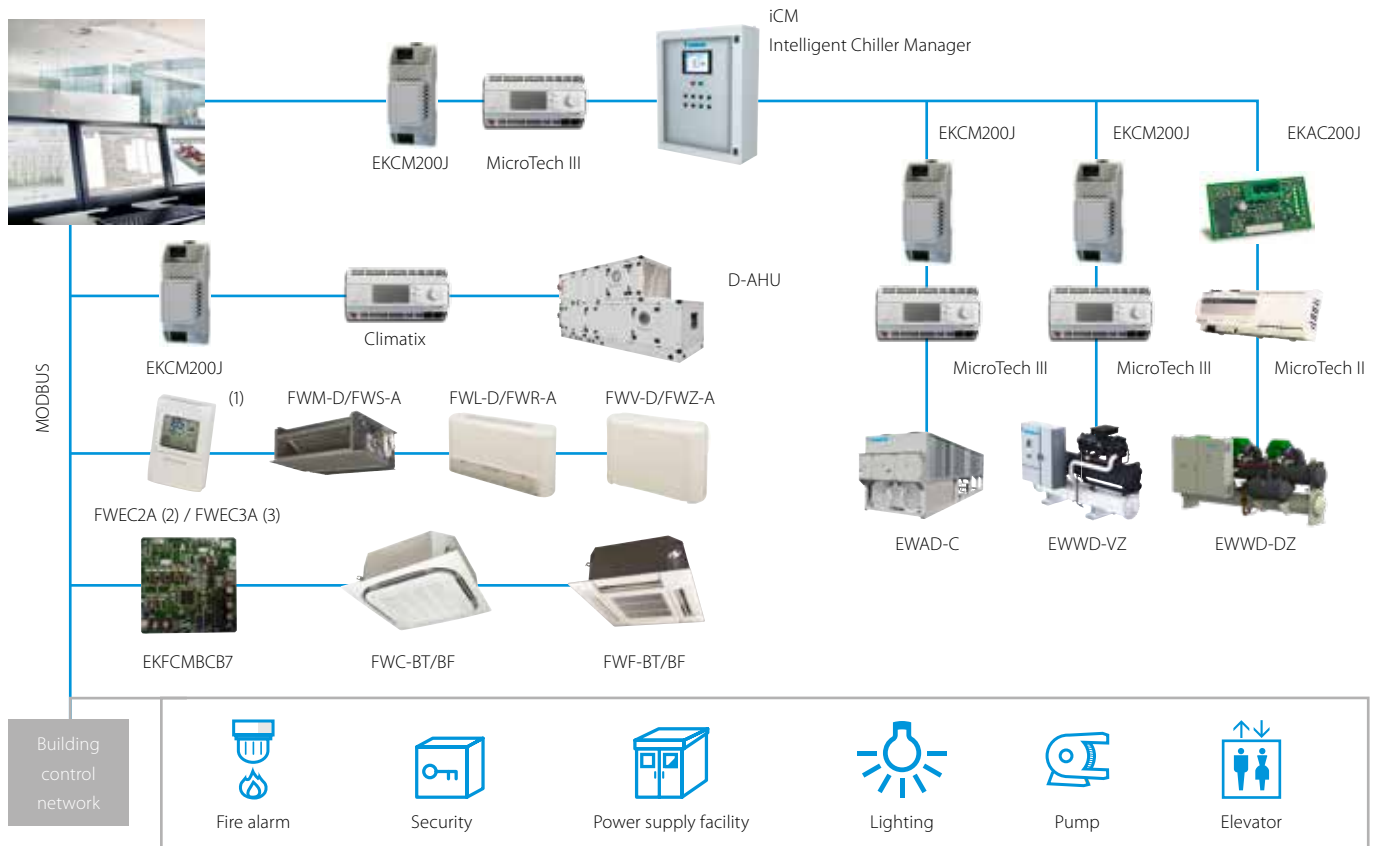 iCM
Intelligent Chiller Manager
EKCM200J
MicroTech III
EKCM200J
EKCM200J
EKAC200J
D-AHU
Climatix
EKCM200J
MicroTech III
MicroTech III
MicroTech II
MODBUS
(1)
FWM-D/FWS-A
FWL-D/FWR-A
FWV-D/FWZ-A
FWEC2A (2) / FWEC3A (3)
EWAD-C
EWWD-VZ
EWWD-DZ
EKFCMBCB7
FWC-BT/BF
FWF-BT/BF
Building
control
network
Fire alarm
Security
Power supply facility
Lighting
Pump
Elevator